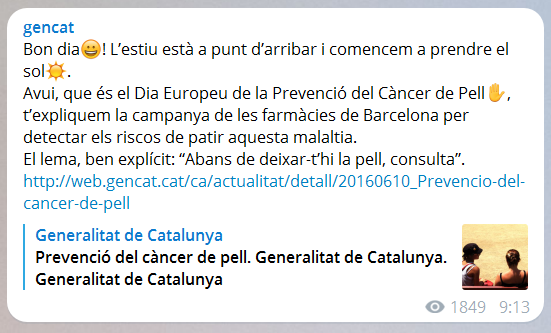 gencat
Bon dia😀! L’estiu està a punt d’arribar i comencem a prendre el
sol☀️.
Avui, que és el Dia Europeu de la Prevenció del Càncer de Pell✋,
t’expliquem la campanya de les farmàcies de Barcelona per
detectar els riscos de patir aquesta malaltia.
El lema, ben explícit: “Abans de deixar-t’hi la pell, consulta”.
http://web.gencat.cat/ca/actualitat/detall/20160610_Prevencio-del-
cancer-de-pell
Generalitat de Catalunya
Prevenció del càncer de pell. Generalitat de Catalunya.
Generalitat de Catalunya
1849 9:13